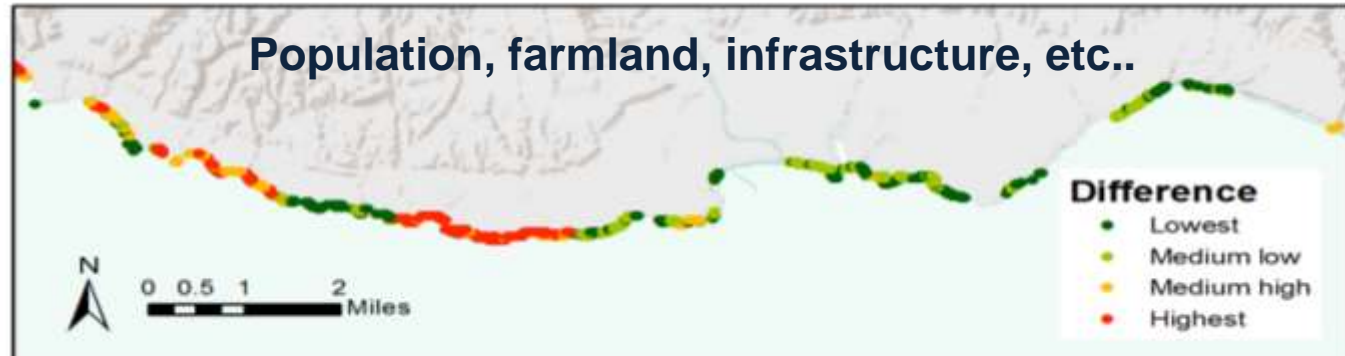 Population, farmland, infrastructure, etc..
Difference
Lowest
Medium low
Medium high
Highest
N
0 0.5 1 2
Miles